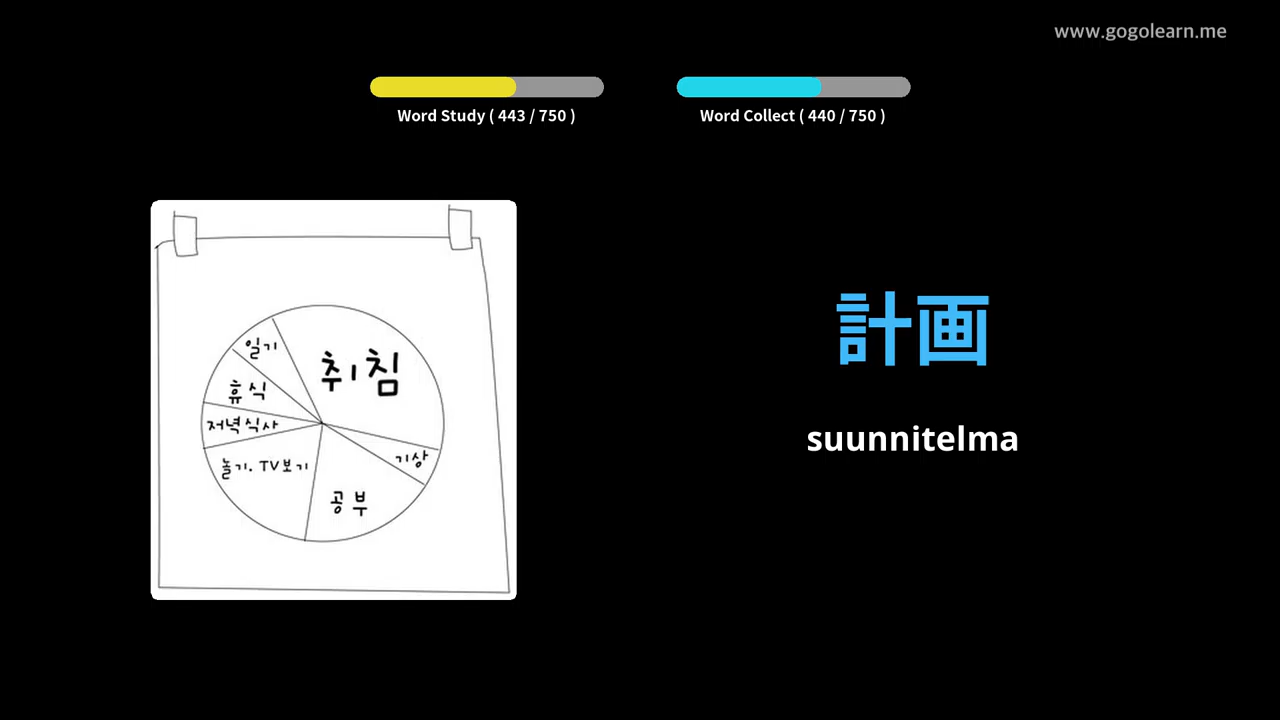 www.gogolearn.me
Word Study ( 443 / 750 )
Word Collect ( 440 / 750 )
일기
취침
휴식
저녁식사
놀기. TV보기
기상
공부
計画
suunnitelma